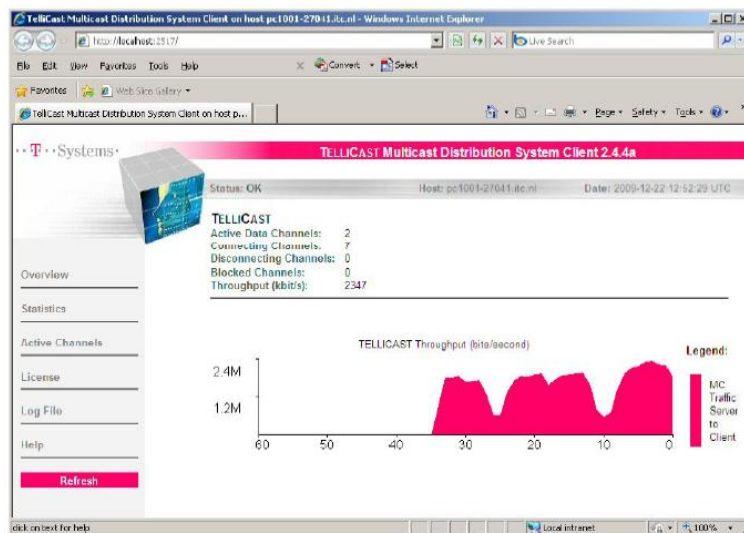 TelliCast Multicast Distribution System Client on host pc1001-27041.itc.nl - Windows Internet Explorer
http://localhost:2517/
Live Search
File Edit View Favorites Tools Help
Convert Select
Favorites Web Slice Gallery
TelliCast Multicast Distribution System Client on host p...
Page Safety Tools
··T··Systems·
TELLICAST Multicast Distribution System Client 2.4.4a
Status: OK Host: pc1001-27041.itc.nl Date: 2009-12-22 12:52:29 UTC
TELLICAST
Active Data Channels: 2
Connecting Channels: 7
Disconnecting Channels: 0
Blocked Channels: 0
Throughput (kbit/s): 2347
Overview
Statistics
Active Channels
License
Log File
Help
Refresh
TELLICAST Throughput (bits/second)
2.4M
1.2M
60 50 40 30 20 10 0
Legend:
MC
Traffic
Server
to
Client
click on text for help
Local intranet
100%